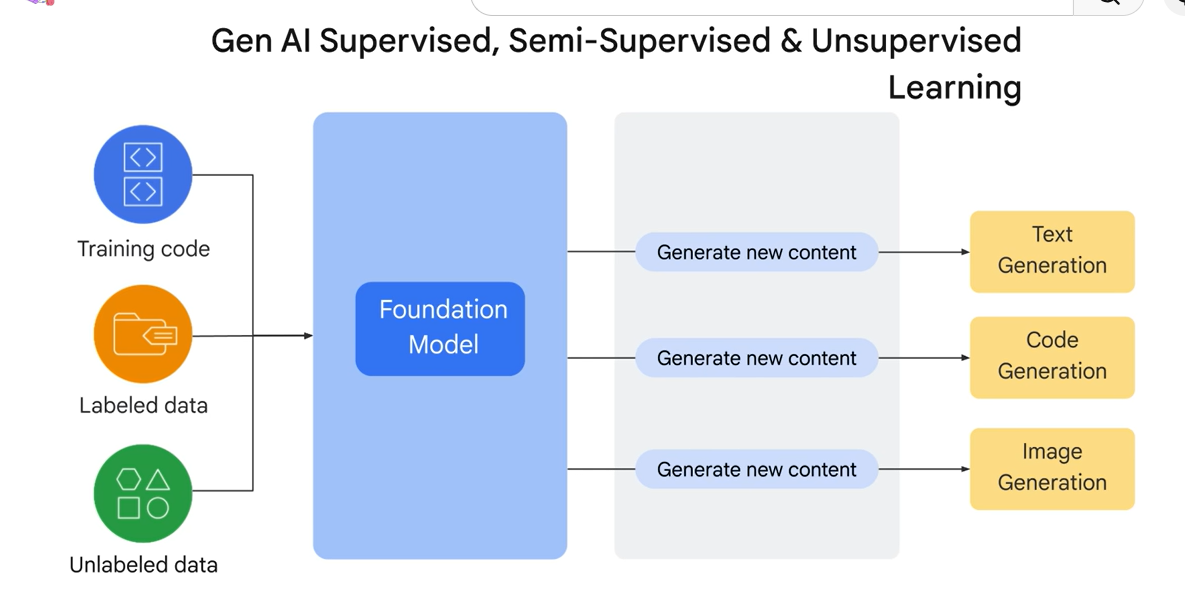 Gen AI Supervised, Semi-Supervised & Unsupervised
Learning
Training code
Labeled data
Unlabeled data
Foundation
Model
Generate new content
Generate new content
Generate new content
Text
Generation
Code
Generation
Image
Generation